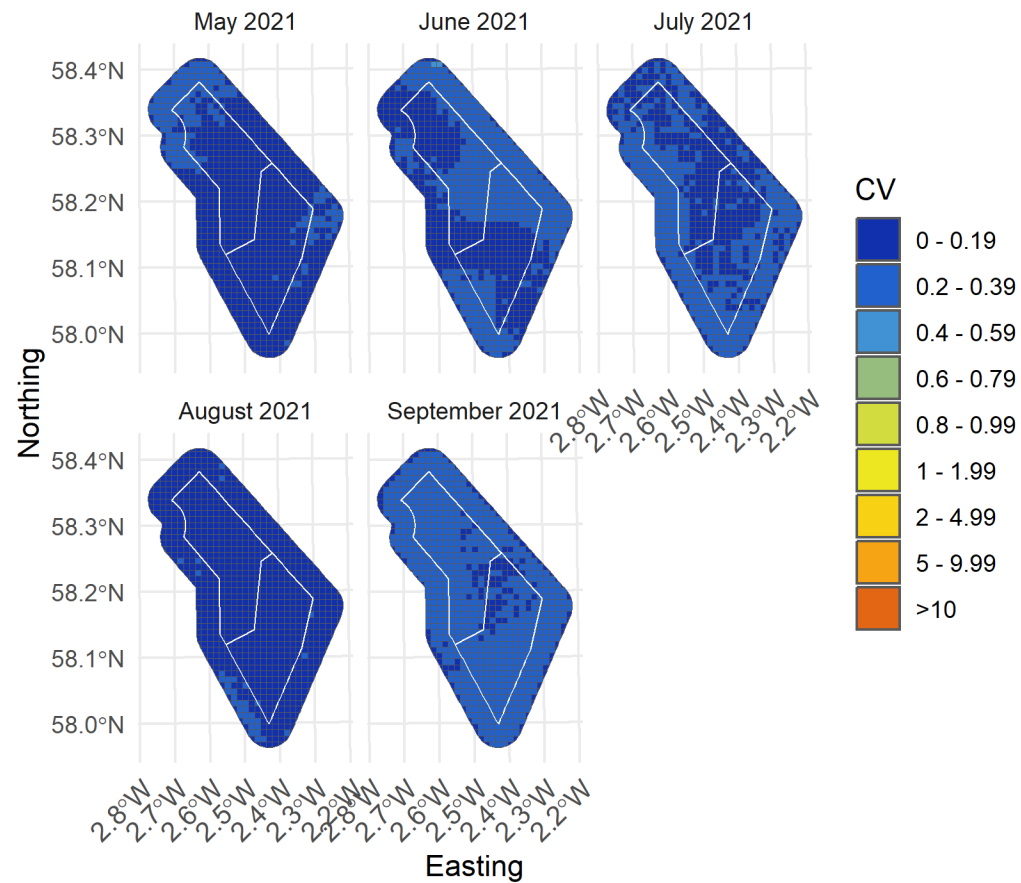 May 2021
June 2021
July 2021
58.4°N
58.3°N
58.2°N
58.1°N
58.0°N
2.8°W
2.7°W
2.6°W
2.5°W
2.4°W
2.3°W
2.2°W
August 2021
September 2021
58.4°N
58.3°N
58.2°N
58.1°N
58.0°N
2.8°W
2.7°W
2.6°W
2.5°W
2.4°W
2.3°W
2.2°W
2.8°W
2.7°W
2.6°W
2.5°W
2.4°W
2.3°W
2.2°W
Northing
Easting
CV
0 - 0.19
0.2 - 0.39
0.4 - 0.59
0.6 - 0.79
0.8 - 0.99
1 - 1.99
2 - 4.99
5 - 9.99
>10